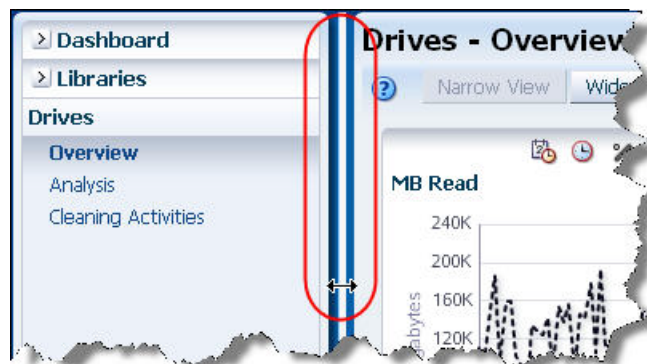 Dashboard
Libraries
Drives
Overview
Analysis
Cleaning Activities
Drives - Overview
Narrow View
MB Read
240K
200K
160K
120K